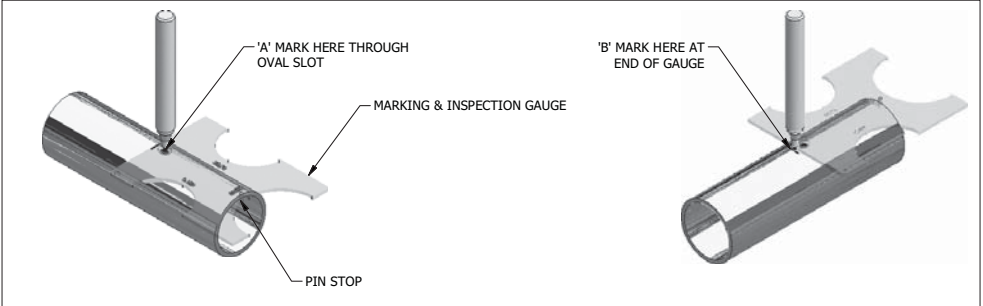 'A' MARK HERE THROUGH
OVAL SLOT
MARKING & INSPECTION GAUGE
PIN STOP
'B' MARK HERE AT
END OF GAUGE